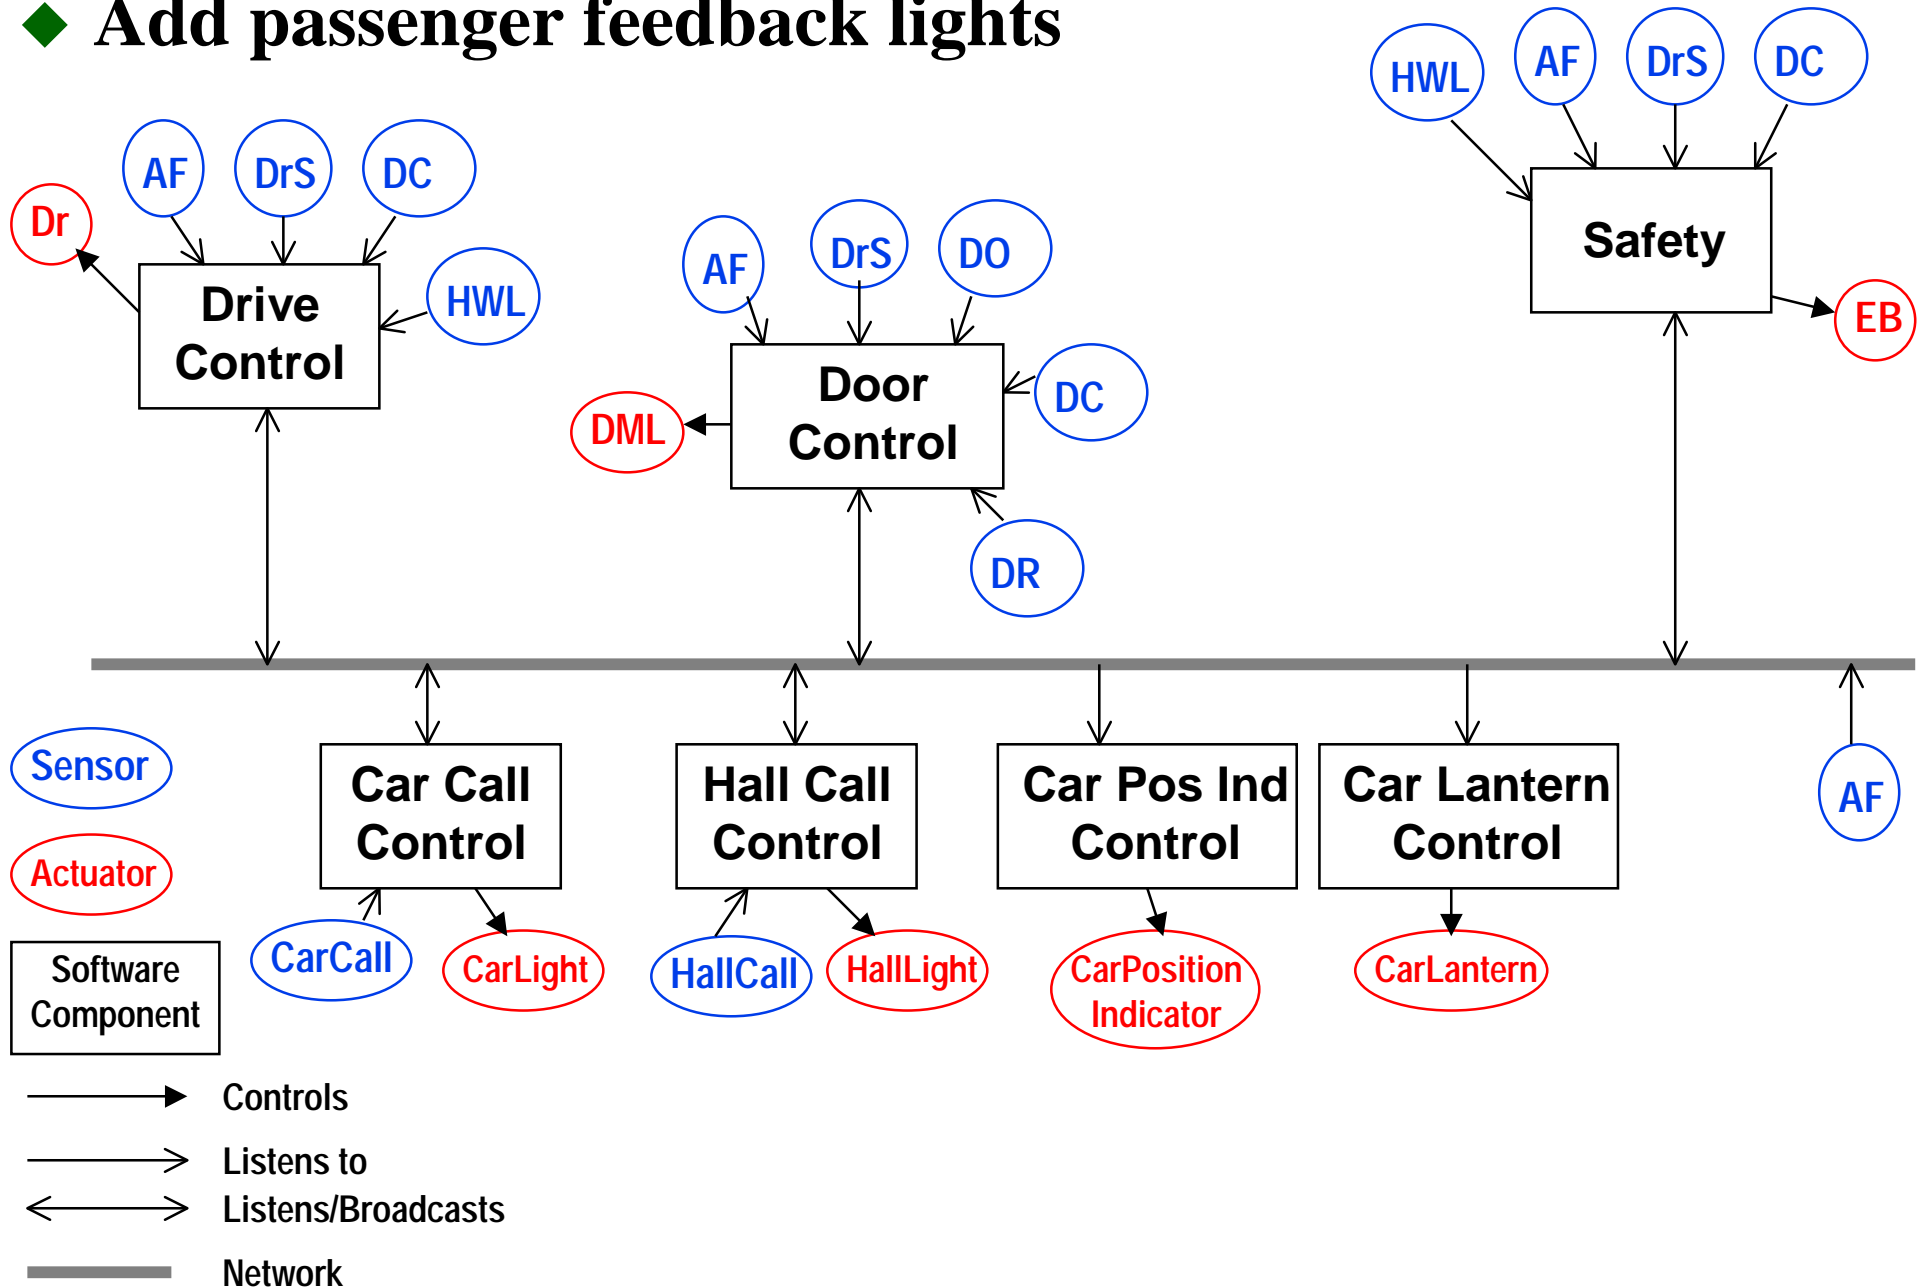 Add passenger feedback lights
HWL
AF
DrS
DC
AF
DrS
DC
Dr
HWL
Drive
Control
AF
DrS
DO
DC
DML
Door
Control
DR
Safety
EB
Sensor
Actuator
Software
Component
Car Call
Control
Hall Call
Control
Car Pos Ind
Control
Car Lantern
Control
AF
CarCall
CarLight
HallCall
HallLight
CarPosition
Indicator
CarLantern
Controls
Listens to
Listens/Broadcasts
Network